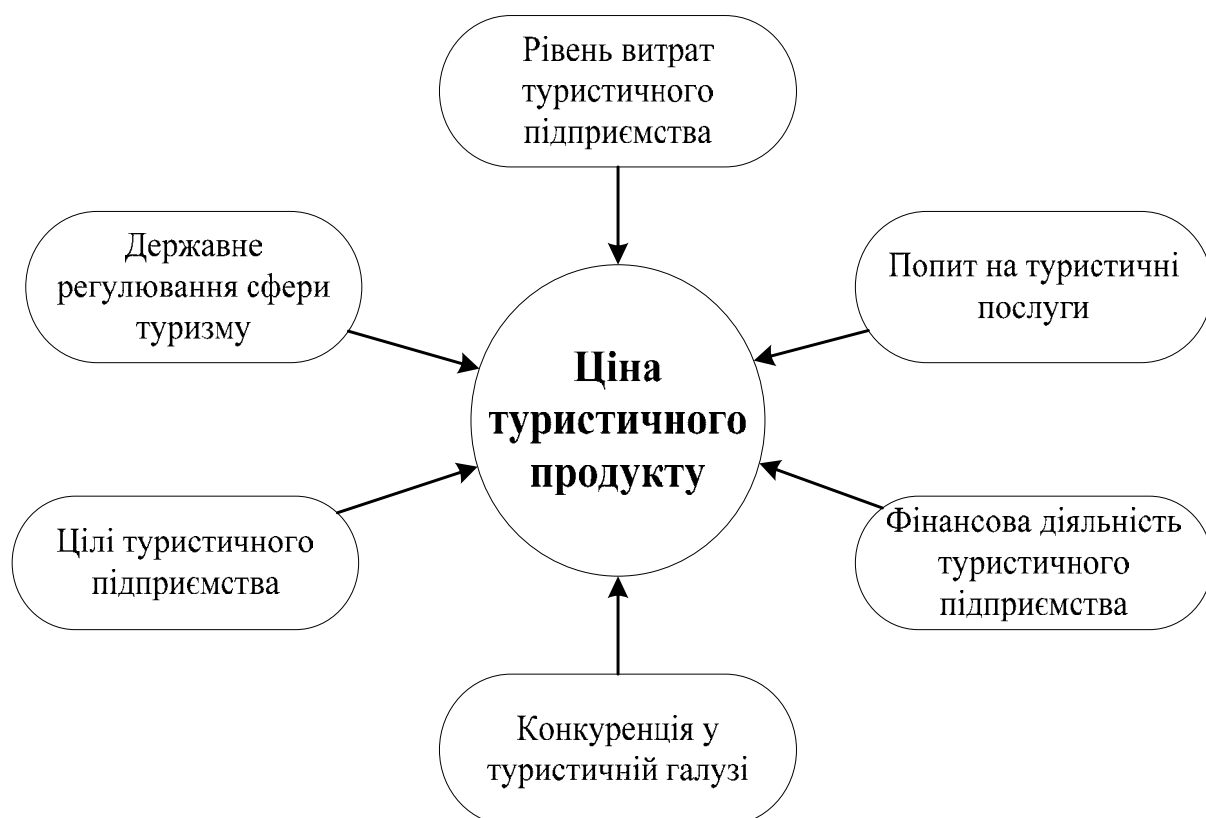 Рівень витрат
туристичного
підприємства
Державне
регулювання сфери
туризму
Попит на туристичні
послуги
Ціна
туристичного
продукту
Цілі туристичного
підприємства
Фінансова діяльність
туристичного
підприємства
Конкуренція у
туристичній галузі